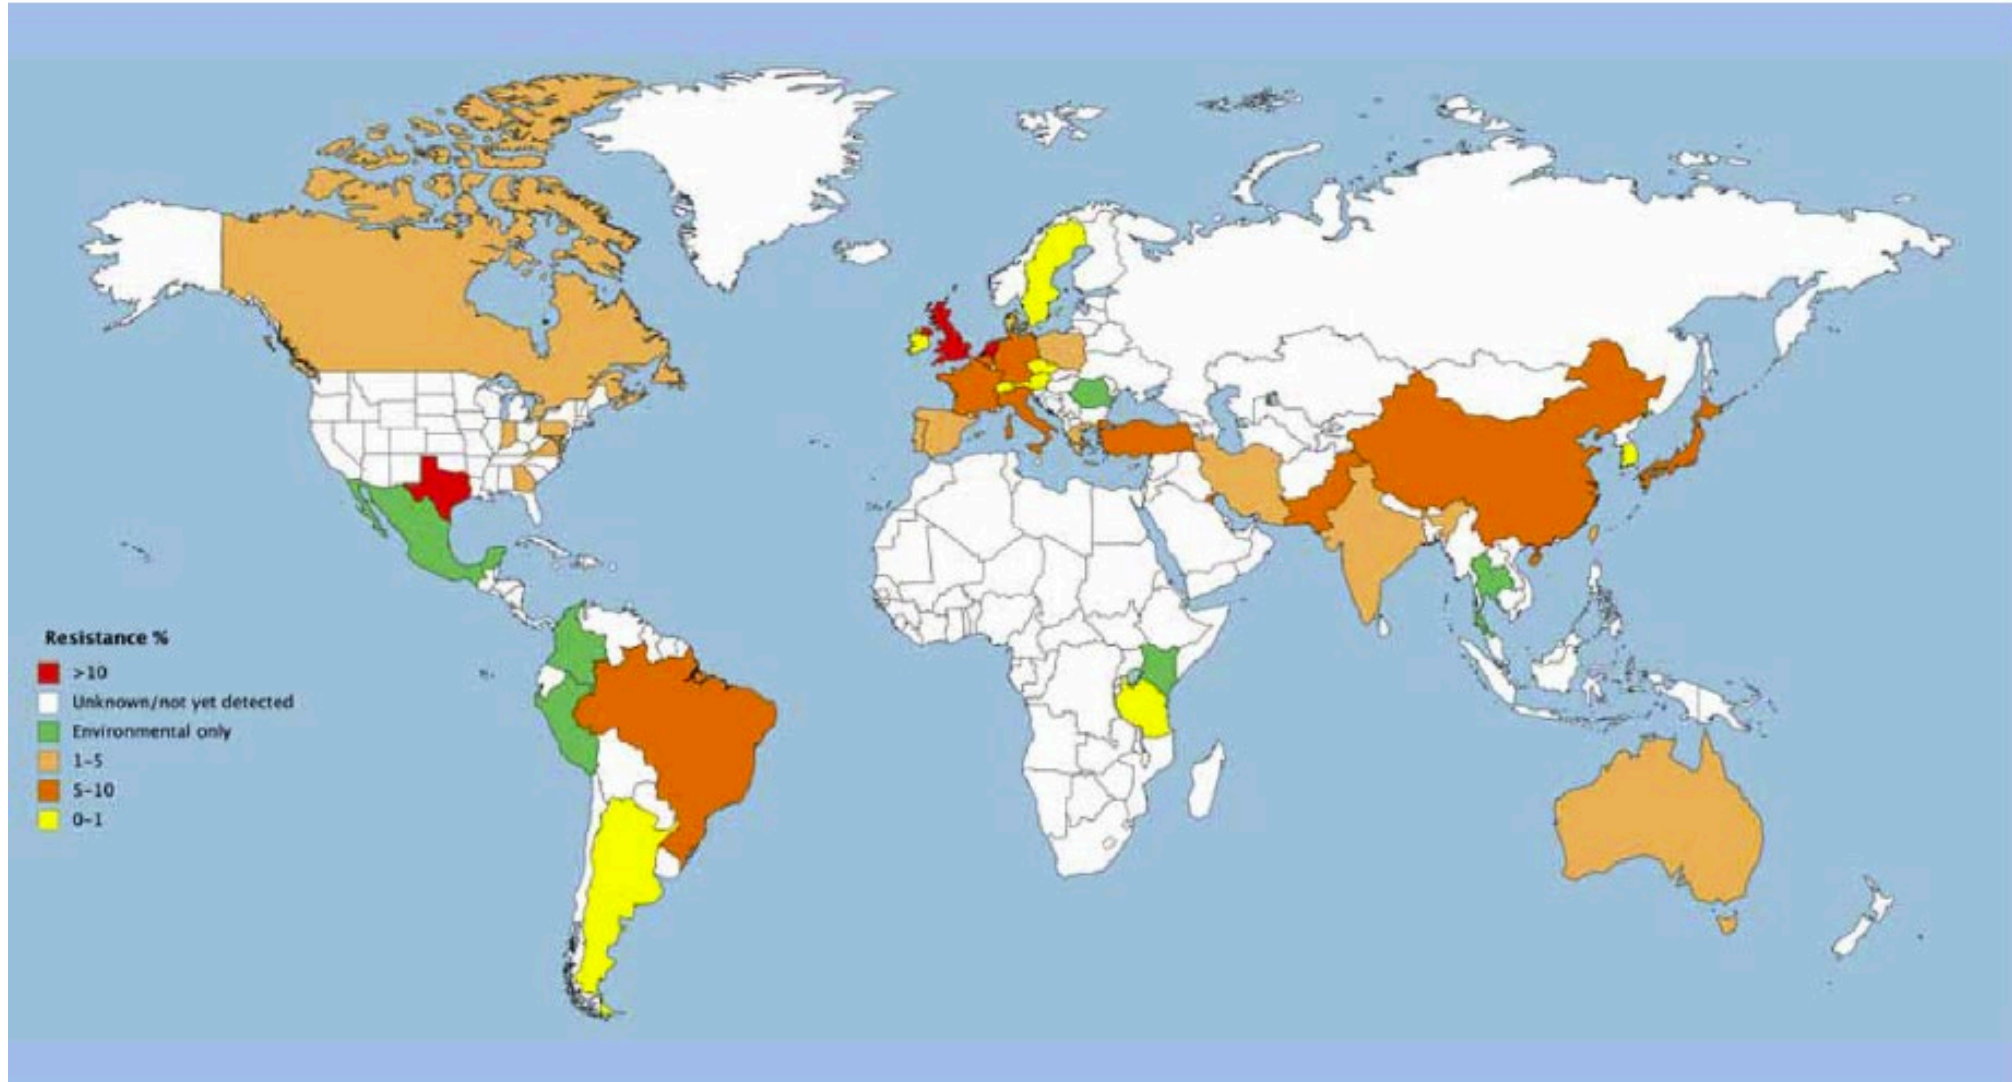 Resistance %
>10
Unknown/not yet detected
Environmental only
1-5
5-10
0-1